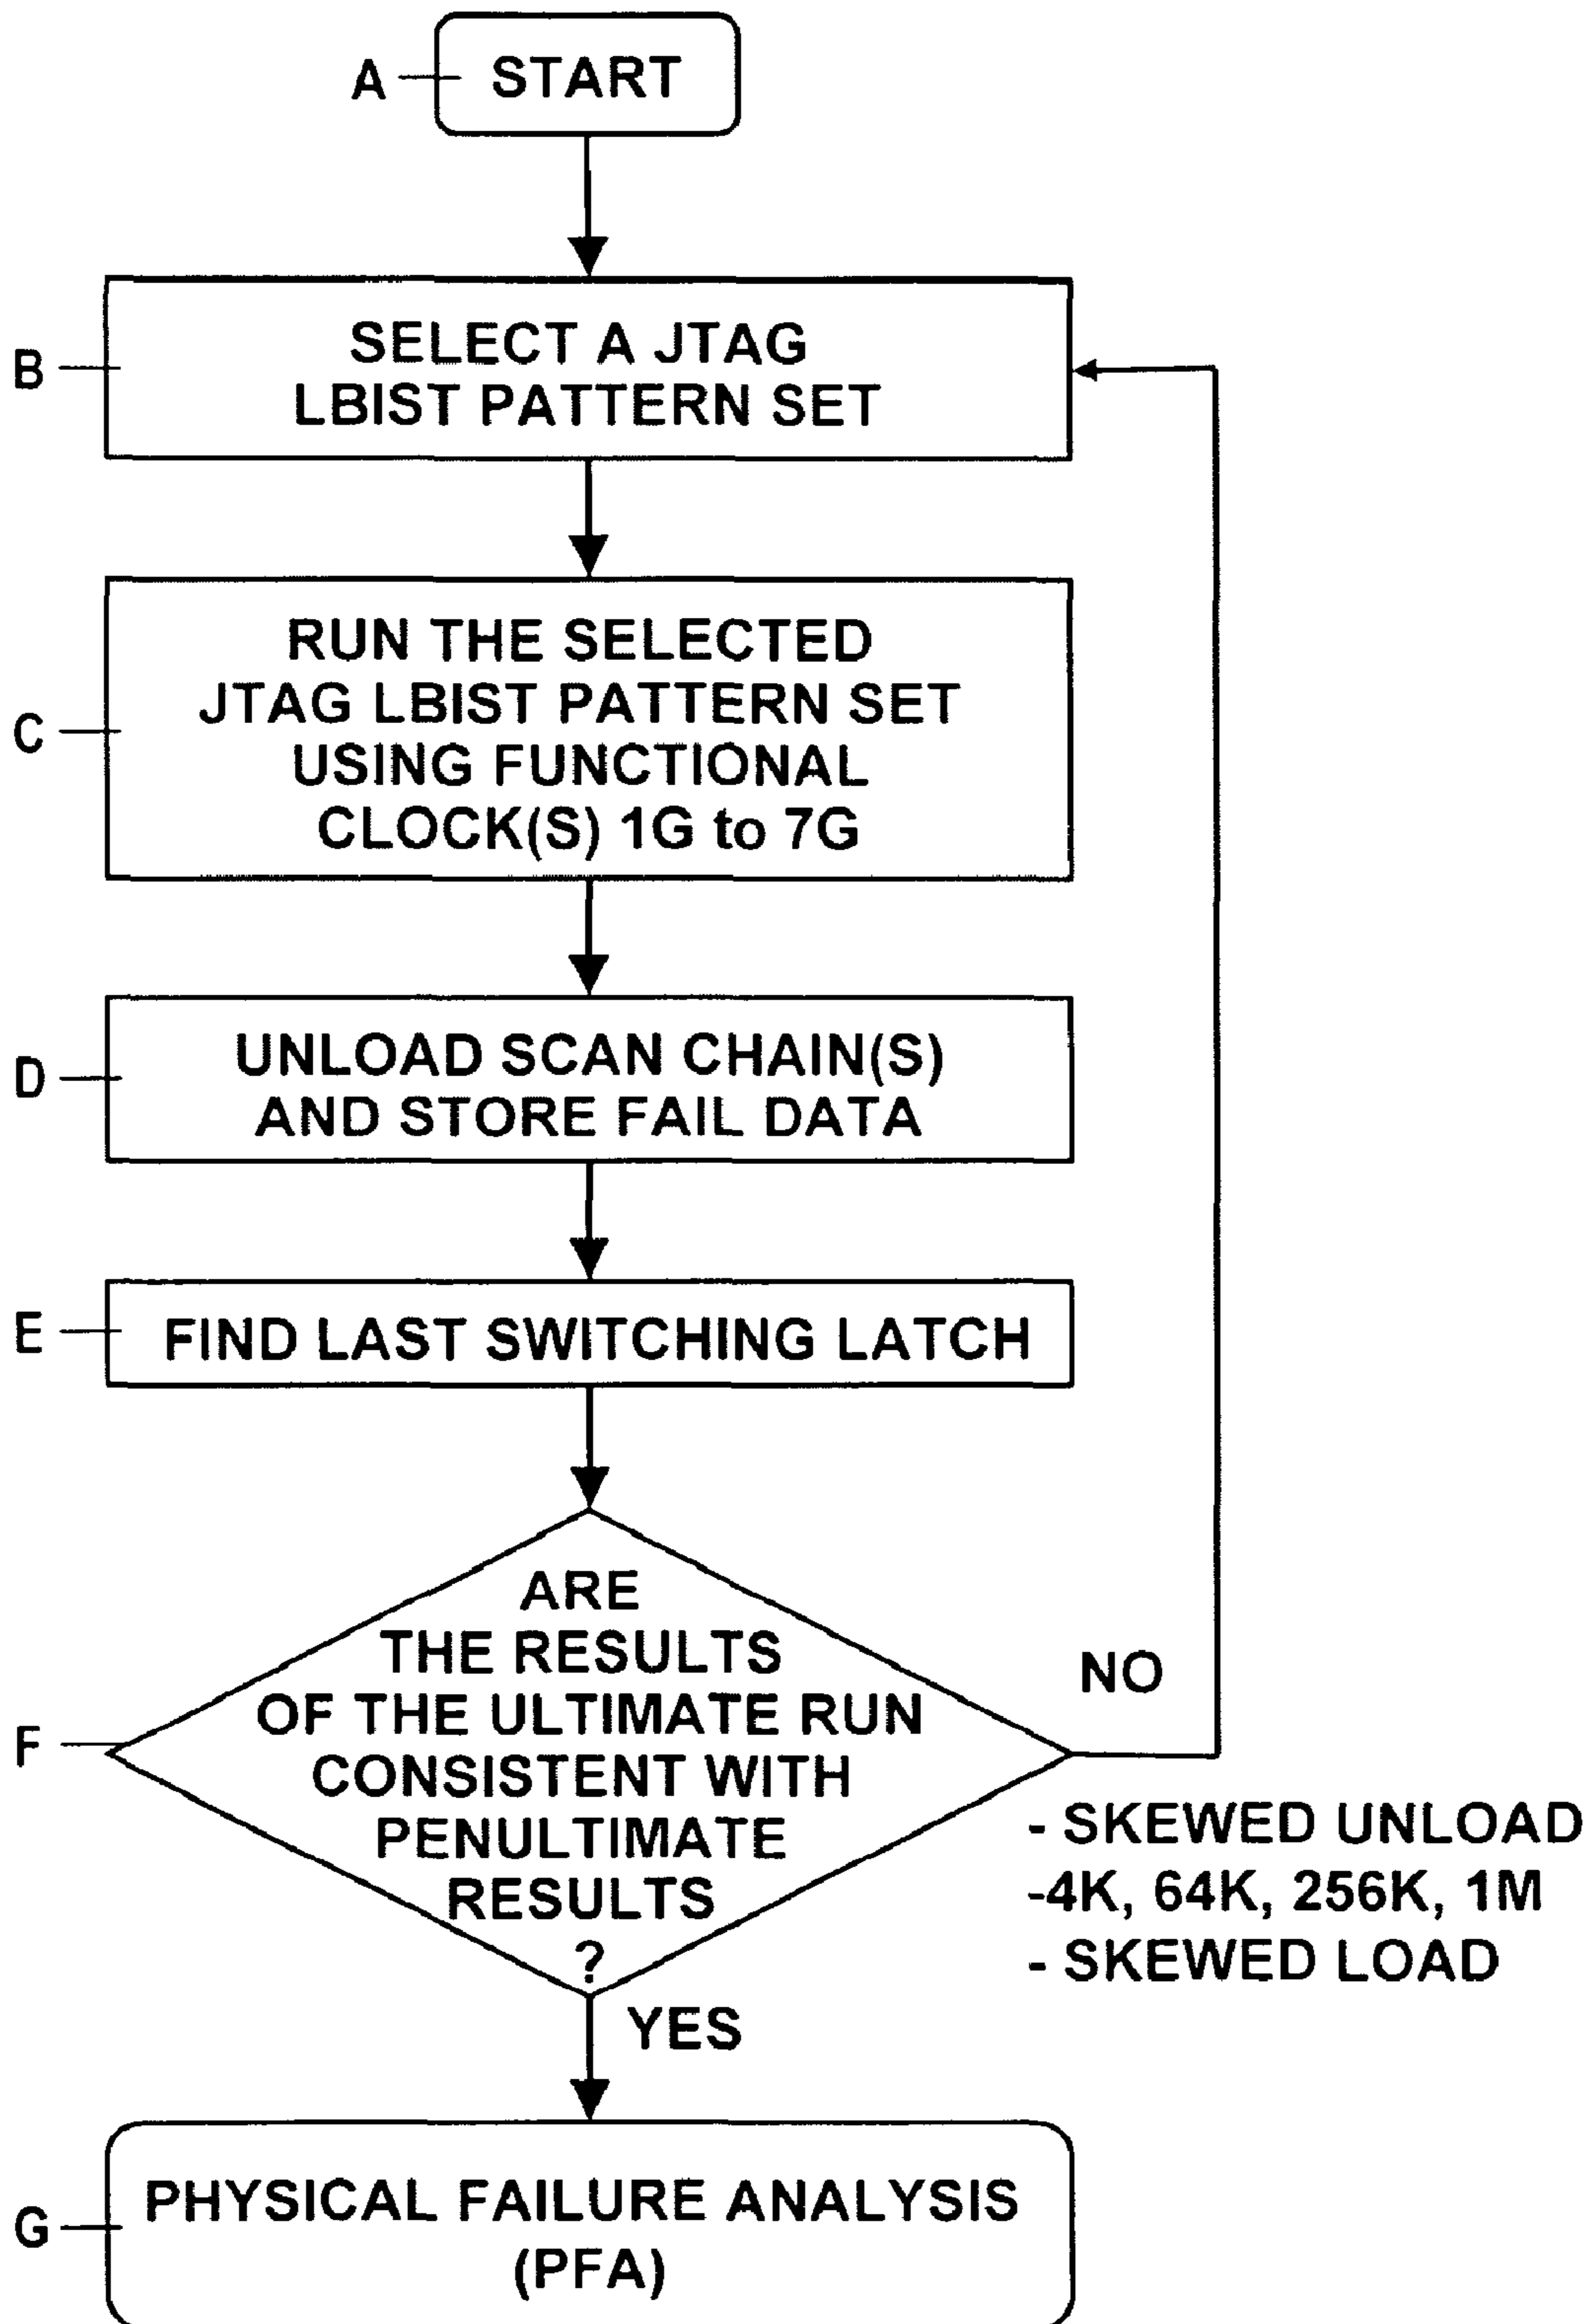 A
START
B
SELECT A JTAG
LBIST PATTERN SET
C
RUN THE SELECTED
JTAG LBIST PATTERN SET
USING FUNCTIONAL
CLOCK(S) 1G to 7G
D
UNLOAD SCAN CHAIN(S)
AND STORE FAIL DATA
E
FIND LAST SWITCHING LATCH
F
ARE
THE RESULTS
OF THE ULTIMATE RUN
CONSISTENT WITH
PENULTIMATE
RESULTS
?
NO
- SKEWED UNLOAD
-4K, 64K, 256K, 1M
- SKEWED LOAD
YES
G
PHYSICAL FAILURE ANALYSIS
(PFA)